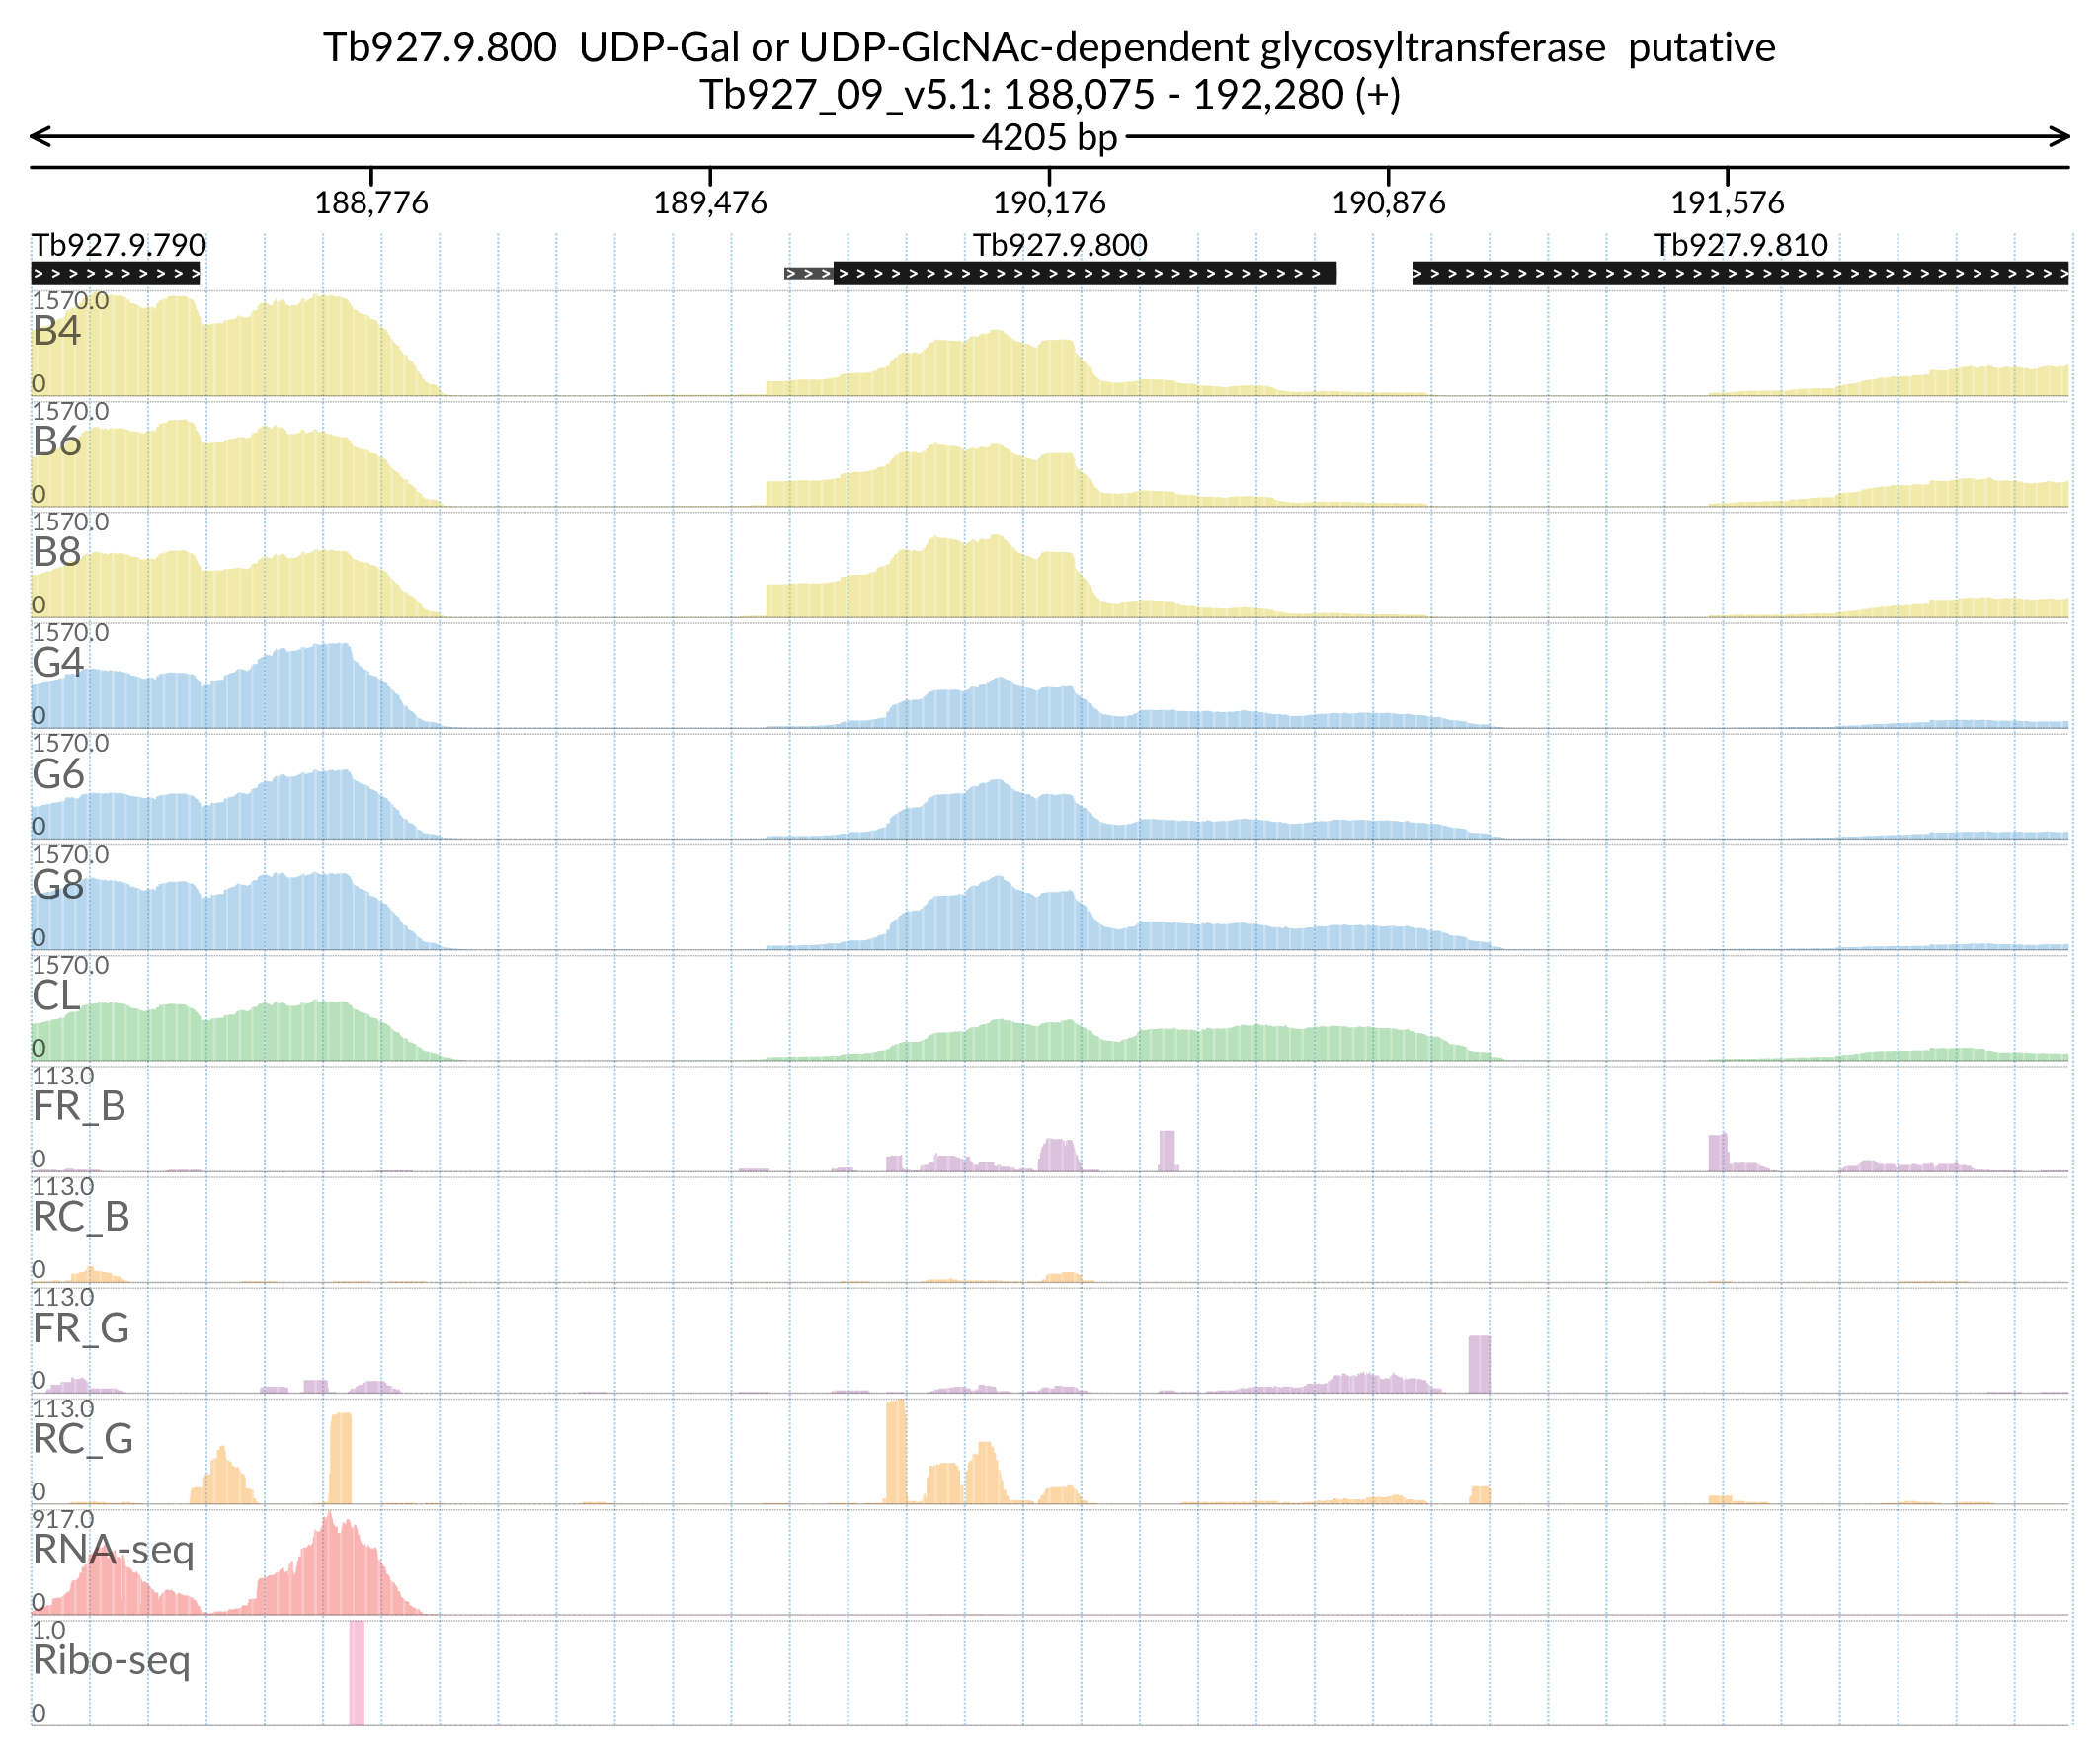 Tb927.9.800  UDP-Gal or UDP-GlcNAc-dependent glycosyltransferase  putative
Tb927_09_v5.1: 188,075 - 192,280 (+)
4205 bp
188,776 189,476 190,176 190,876 191,576
Tb927.9.790 Tb927.9.800 Tb927.9.810
1570.0
B4
0
1570.0
B6
0
1570.0
B8
0
1570.0
G4
0
1570.0
G6
0
1570.0
G8
0
1570.0
CL
0
113.0
FR_B
0
113.0
RC_B
0
113.0
FR_G
0
113.0
RC_G
0
917.0
RNA-seq
0
1.0
Ribo-seq
0